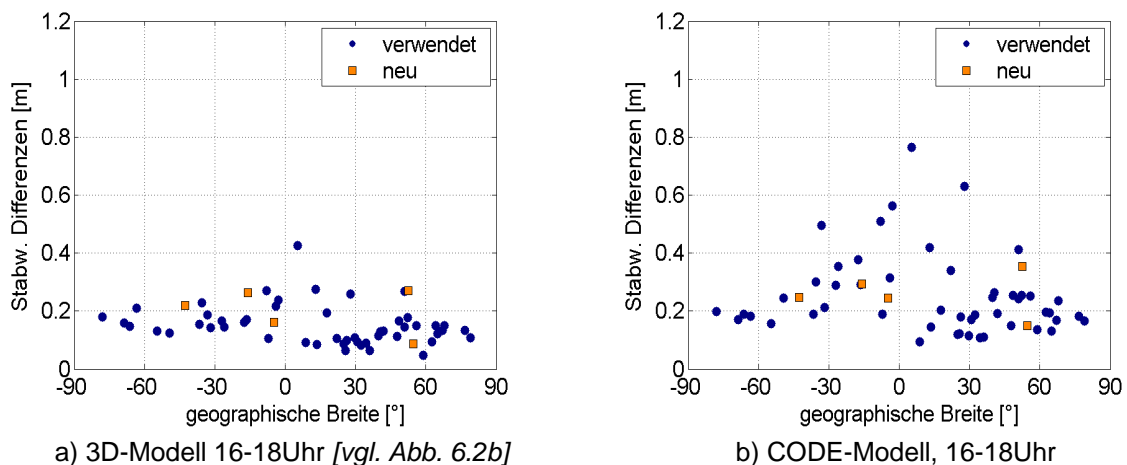 1.2
1
0.8
0.6
0.4
0.2
0
Stabw. Differenzen [m]
verwendet
neu
-90 -60 -30 0 30 60 90
geographische Breite [°]
a) 3D-Modell 16-18Uhr [vgl. Abb. 6.2b]
1.2
1
0.8
0.6
0.4
0.2
0
Stabw. Differenzen [m]
verwendet
neu
-90 -60 -30 0 30 60 90
geographische Breite [°]
b) CODE-Modell, 16-18Uhr